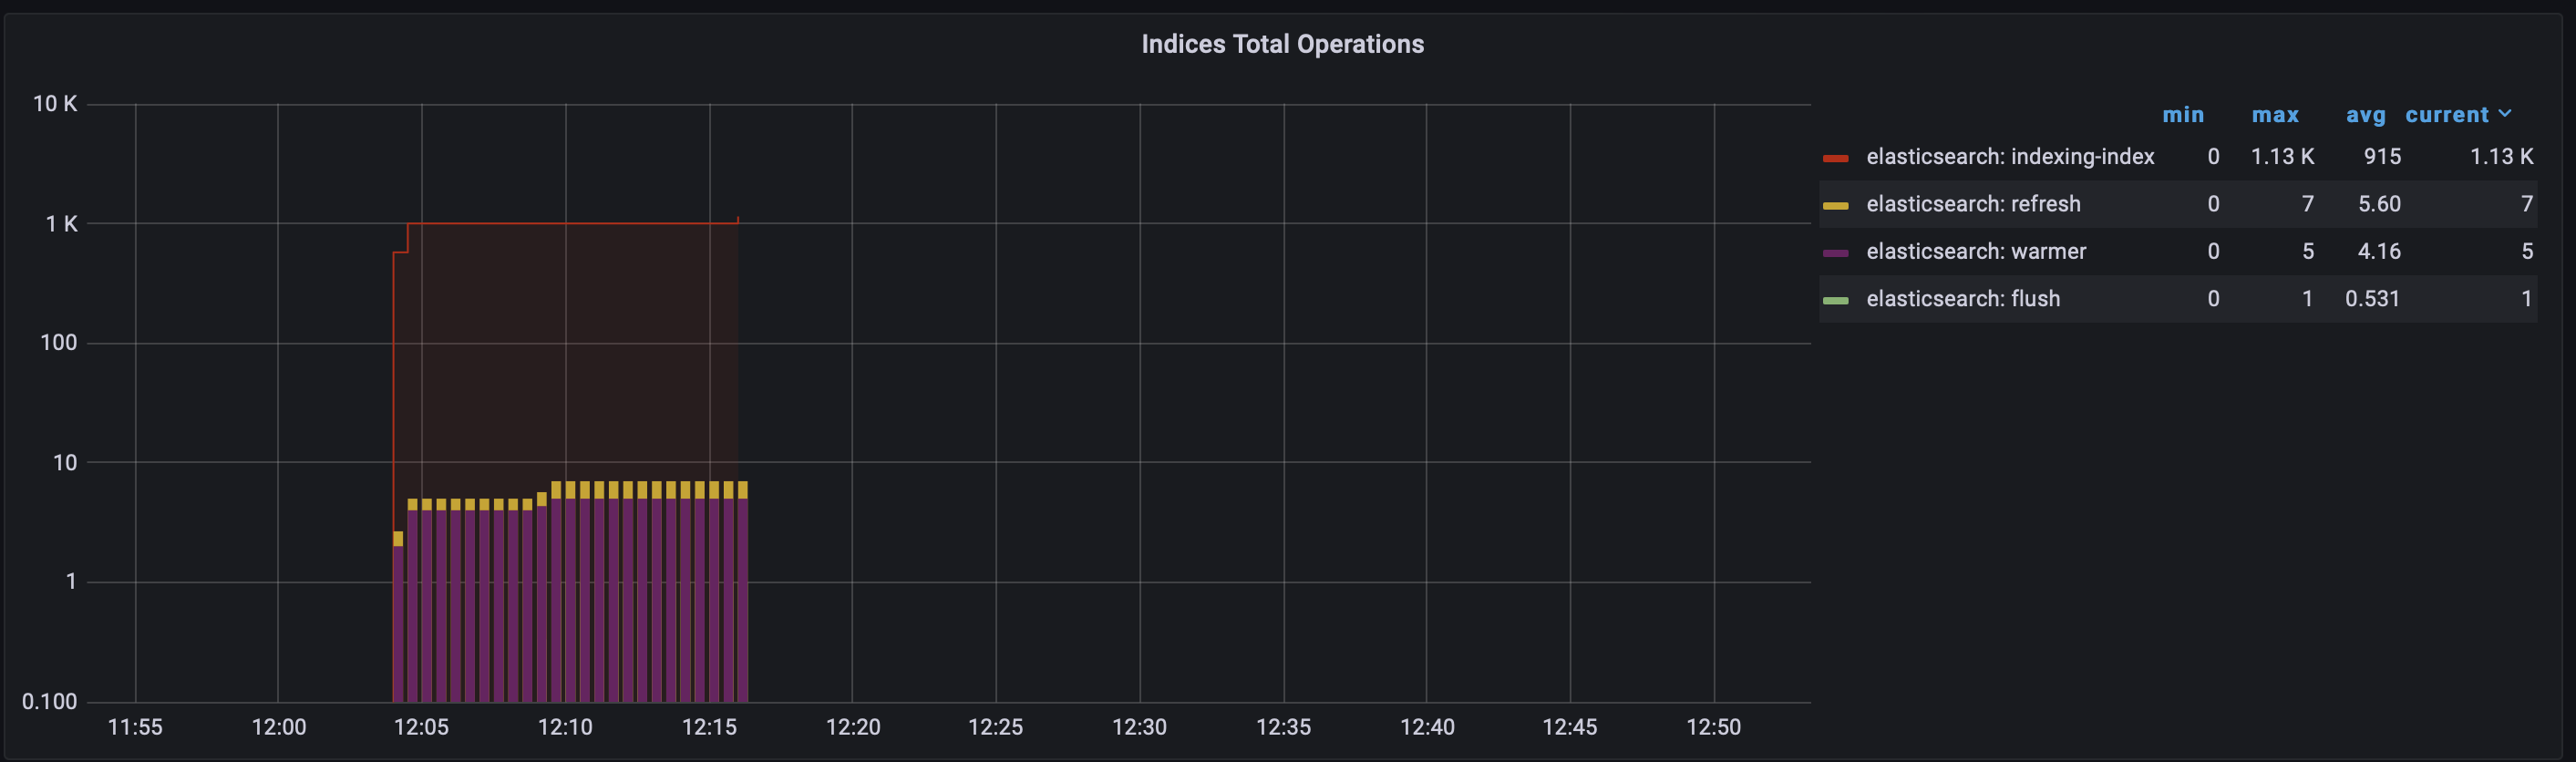 Indices Total Operations
10 K
1 K
100
10
1
0.100
11:55 12:00 12:05 12:10 12:15 12:20 12:25 12:30 12:35 12:40 12:45 12:50
min max avg current
elasticsearch: indexing-index 0 1.13 K 915 1.13 K
elasticsearch: refresh 0 7 5.60 7
elasticsearch: warmer 0 5 4.16 5
elasticsearch: flush 0 1 0.531 1